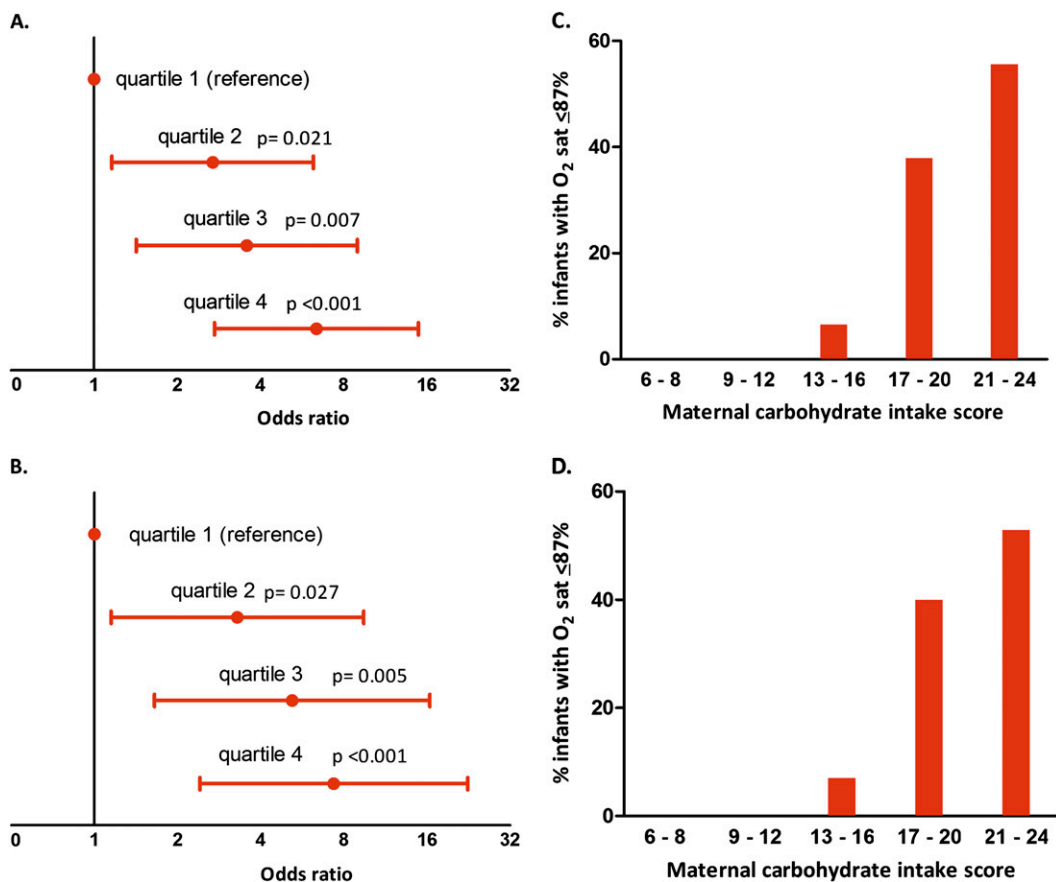 A.
quartile 1 (reference)
quartile 2 p= 0.021
quartile 3 p= 0.007
quartile 4 p <0.001
0 1 2 4 8 16 32
Odds ratio
C.
% infants with O₂ sat ≤87%
60
40
20
0
6 - 8 9 - 12 13 - 16 17 - 20 21 - 24
Maternal carbohydrate intake score
B.
quartile 1 (reference)
quartile 2 p= 0.027
quartile 3 p= 0.005
quartile 4 p <0.001
0 1 2 4 8 16 32
Odds ratio
D.
% infants with O₂ sat ≤87%
60
40
20
0
6 - 8 9 - 12 13 - 16 17 - 20 21 - 24
Maternal carbohydrate intake score